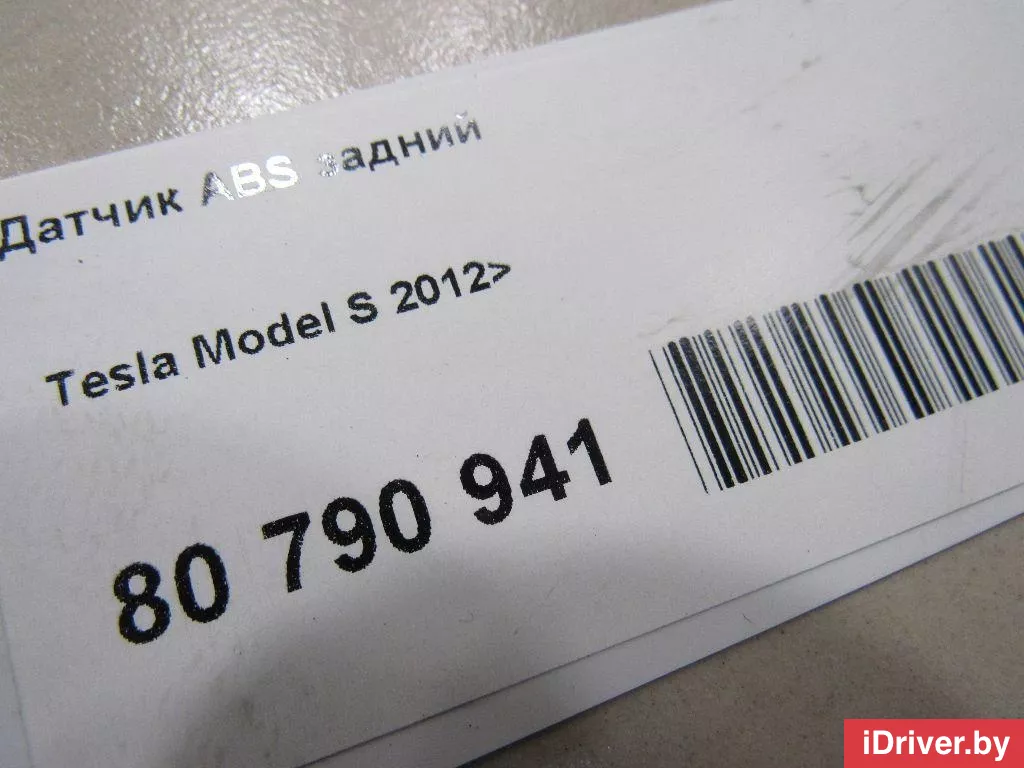 Датчик ABS задний
Tesla Model S 2012>
80 790 941
iDriver.by